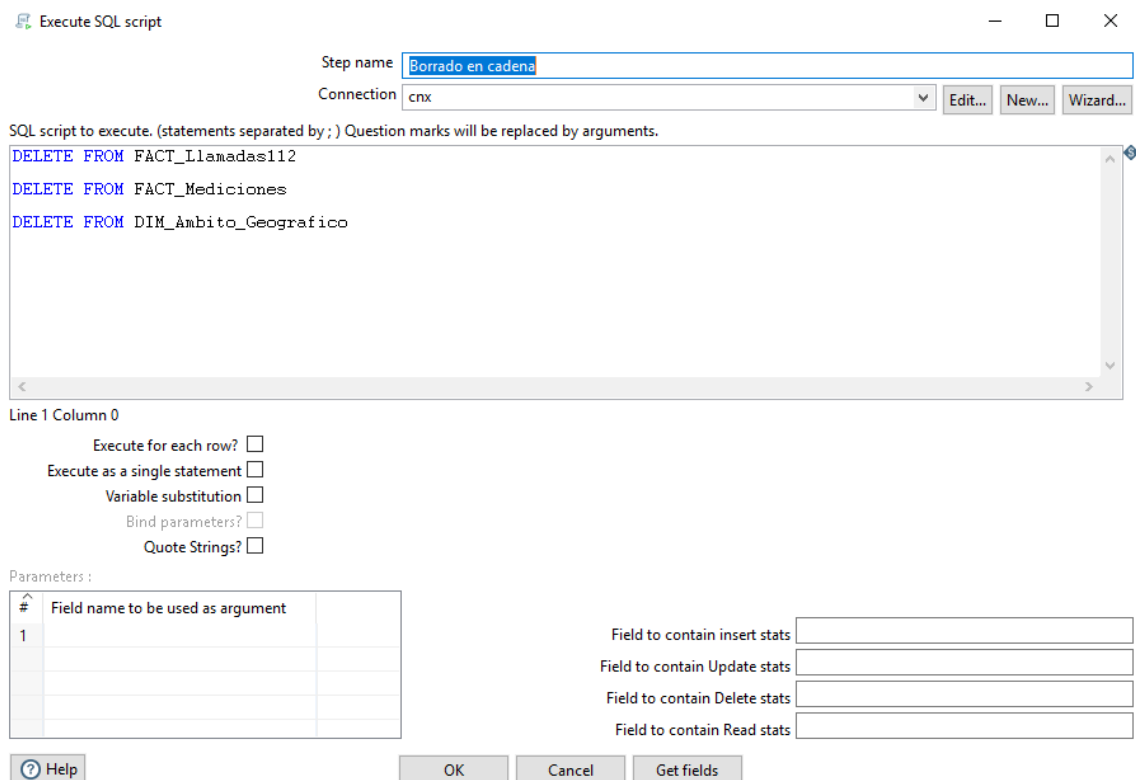 Execute SQL script
Step name Borrado en cadena
Connection cnx Edit... New... Wizard...
SQL script to execute. (statements separated by ; ) Question marks will be replaced by arguments.
DELETE FROM FACT_Llamadas112
DELETE FROM FACT_Mediciones
DELETE FROM DIM_Ambito_Geografico
Line 1 Column 0
Execute for each row?
Execute as a single statement
Variable substitution
Bind parameters?
Quote Strings?
Parameters :
# Field name to be used as argument
1
Field to contain insert stats
Field to contain Update stats
Field to contain Delete stats
Field to contain Read stats
Help OK Cancel Get fields